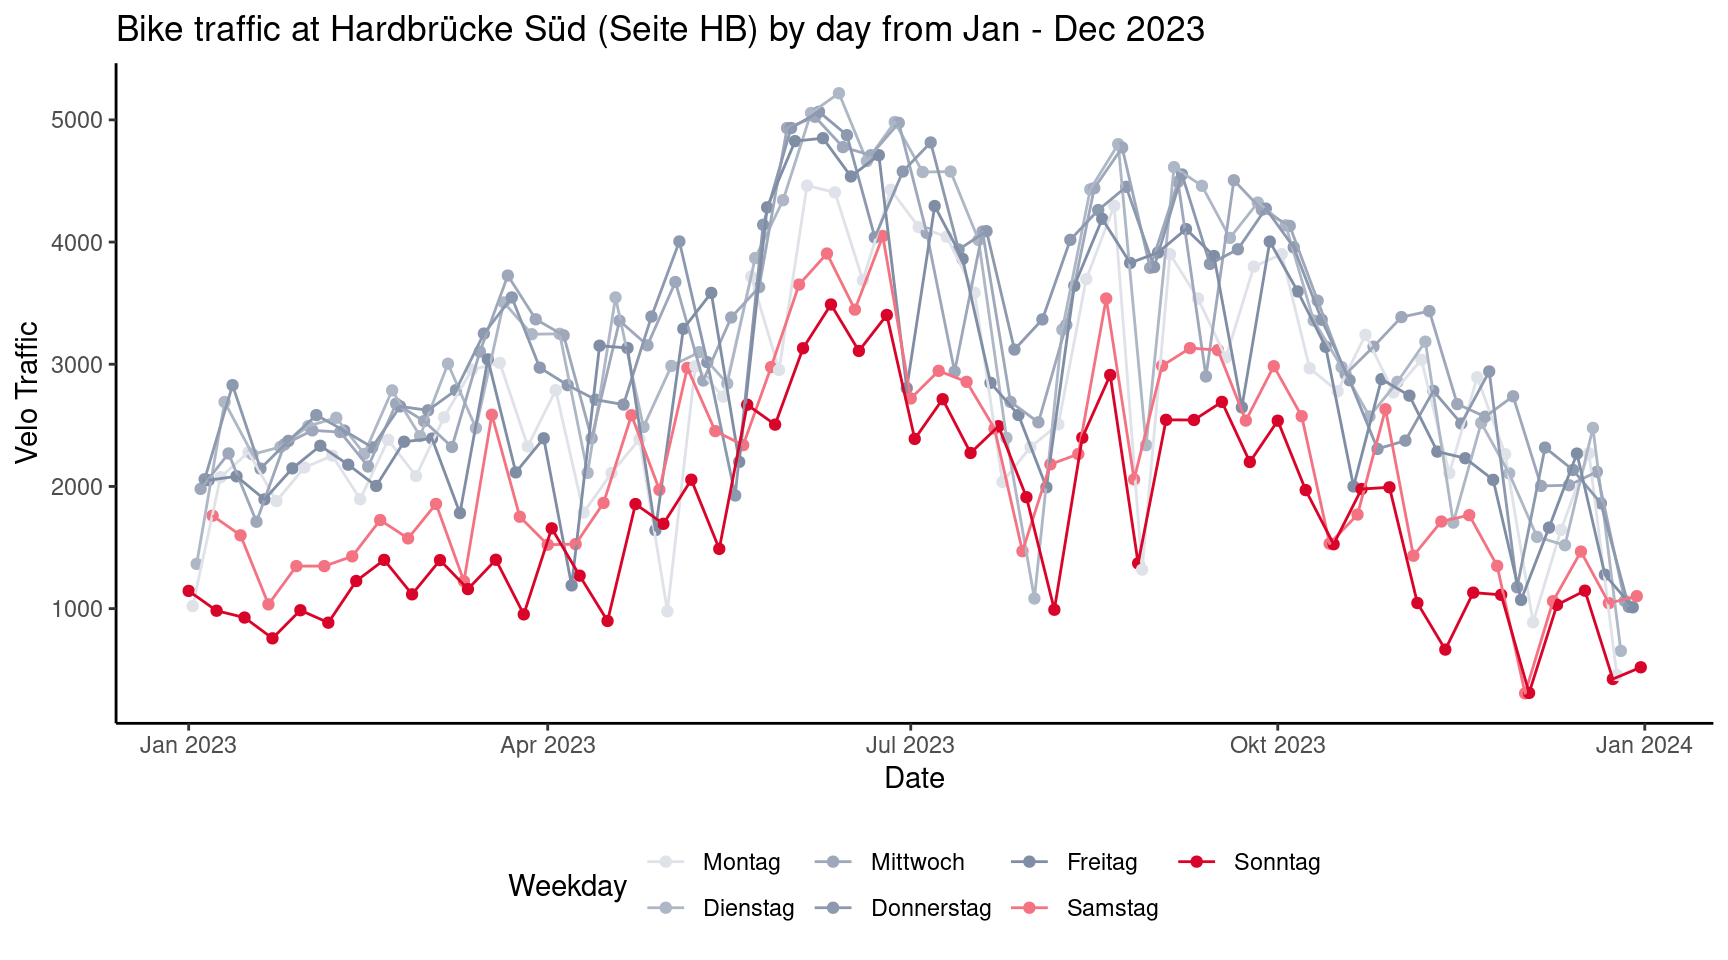 Bike traffic at Hardbrücke Süd (Seite HB) by day from Jan - Dec 2023
Velo Traffic
5000
4000
3000
2000
1000
Jan 2023 Apr 2023 Jul 2023 Okt 2023 Jan 2024
Date
Weekday
Montag Mittwoch Freitag Sonntag
Dienstag Donnerstag Samstag